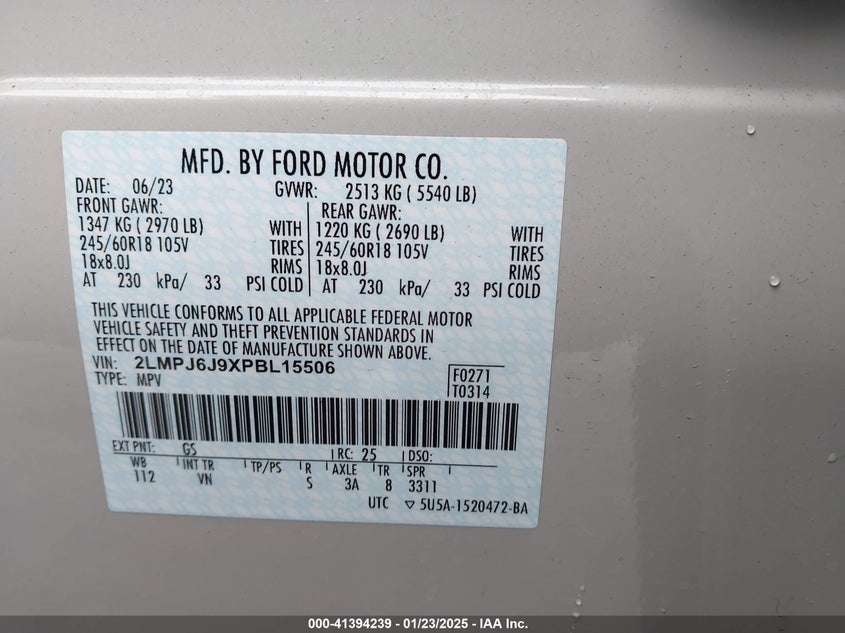 MFD. BY FORD MOTOR CO.
DATE: 06/23 GVWR: 2513 KG ( 5540 LB)
FRONT GAWR: REAR GAWR:
1347 KG ( 2970 LB) WITH 1220 KG ( 2690 LB) WITH
245/60R18 105V TIRES 245/60R18 105V TIRES
18x8.0J RIMS 18x8.0J RIMS
AT 230 kPa/ 33 PSI COLD AT 230 kPa/ 33 PSI COLD
THIS VEHICLE CONFORMS TO ALL APPLICABLE FEDERAL MOTOR
VEHICLE SAFETY AND THEFT PREVENTION STANDARDS IN
EFFECT ON THE DATE OF MANUFACTURE SHOWN ABOVE.
VIN: 2LMPJ6J9XPBL15506 F0271
TYPE: MPV T0314
EXT PNT: GS RC: 25 DSO:
WB INT TR TP/PS R AXLE TR SPR
112 VN S 3A 8 3311
UTC ▽ 5U5A-1520472-BA
000-41394239 - 01/23/2025 - IAA Inc.